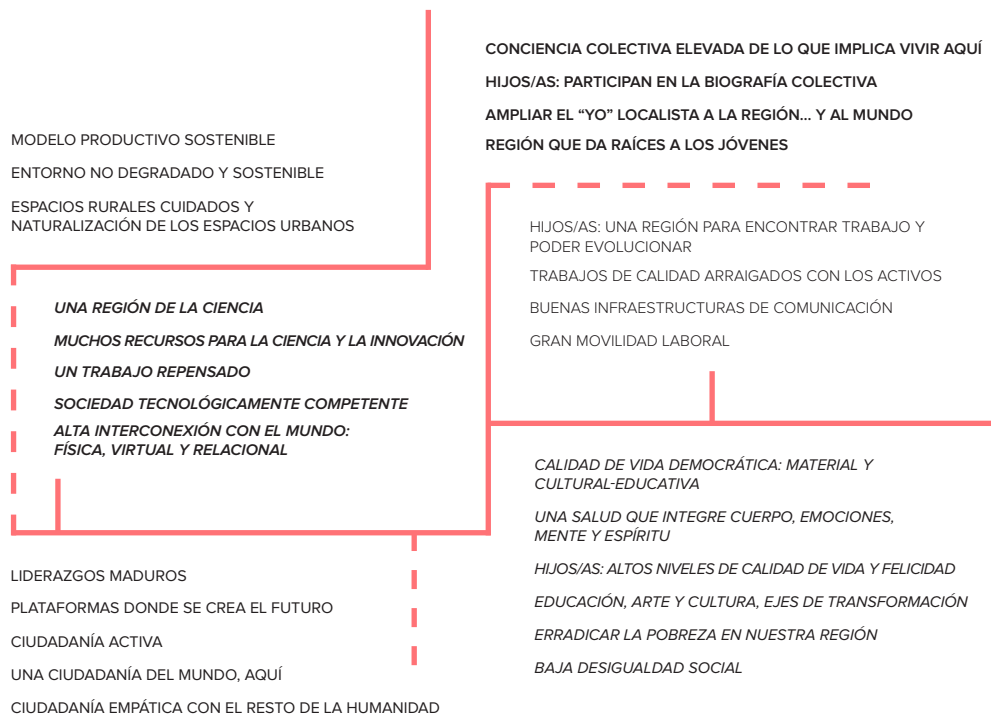 MODELO PRODUCTIVO SOSTENIBLE
ENTORNO NO DEGRADADO Y SOSTENIBLE
ESPACIOS RURALES CUIDADOS Y
NATURALIZACIÓN DE LOS ESPACIOS URBANOS
UNA REGIÓN DE LA CIENCIA
MUCHOS RECURSOS PARA LA CIENCIA Y LA INNOVACIÓN
UN TRABAJO REPENSADO
SOCIEDAD TECNOLÓGICAMENTE COMPETENTE
ALTA INTERCONEXIÓN CON EL MUNDO:
FÍSICA, VIRTUAL Y RELACIONAL
LIDERAZGOS MADUROS
PLATAFORMAS DONDE SE CREA EL FUTURO
CIUDADANÍA ACTIVA
UNA CIUDADANÍA DEL MUNDO, AQUÍ
CIUDADANÍA EMPÁTICA CON EL RESTO DE LA HUMANIDAD
CONCIENCIA COLECTIVA ELEVADA DE LO QUE IMPLICA VIVIR AQUÍ
HIJOS/AS: PARTICIPAN EN LA BIOGRAFÍA COLECTIVA
AMPLIAR EL “YO” LOCALISTA A LA REGIÓN... Y AL MUNDO
REGIÓN QUE DA RAÍCES A LOS JÓVENES
HIJOS/AS: UNA REGIÓN PARA ENCONTRAR TRABAJO Y
PODER EVOLUCIONAR
TRABAJOS DE CALIDAD ARRAIGADOS CON LOS ACTIVOS
BUENAS INFRAESTRUCTURAS DE COMUNICACIÓN
GRAN MOVILIDAD LABORAL
CALIDAD DE VIDA DEMOCRÁTICA: MATERIAL Y
CULTURAL-EDUCATIVA
UNA SALUD QUE INTEGRE CUERPO, EMOCIONES,
MENTE Y ESPÍRITU
HIJOS/AS: ALTOS NIVELES DE CALIDAD DE VIDA Y FELICIDAD
EDUCACIÓN, ARTE Y CULTURA, EJES DE TRANSFORMACIÓN
ERRADICAR LA POBREZA EN NUESTRA REGIÓN
BAJA DESIGUALDAD SOCIAL